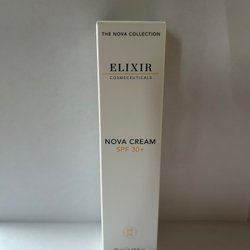 THE NOVA COLLECTION
ELIXIR
COSMECEUTICALS
NOVA CREAM
SPF 30+